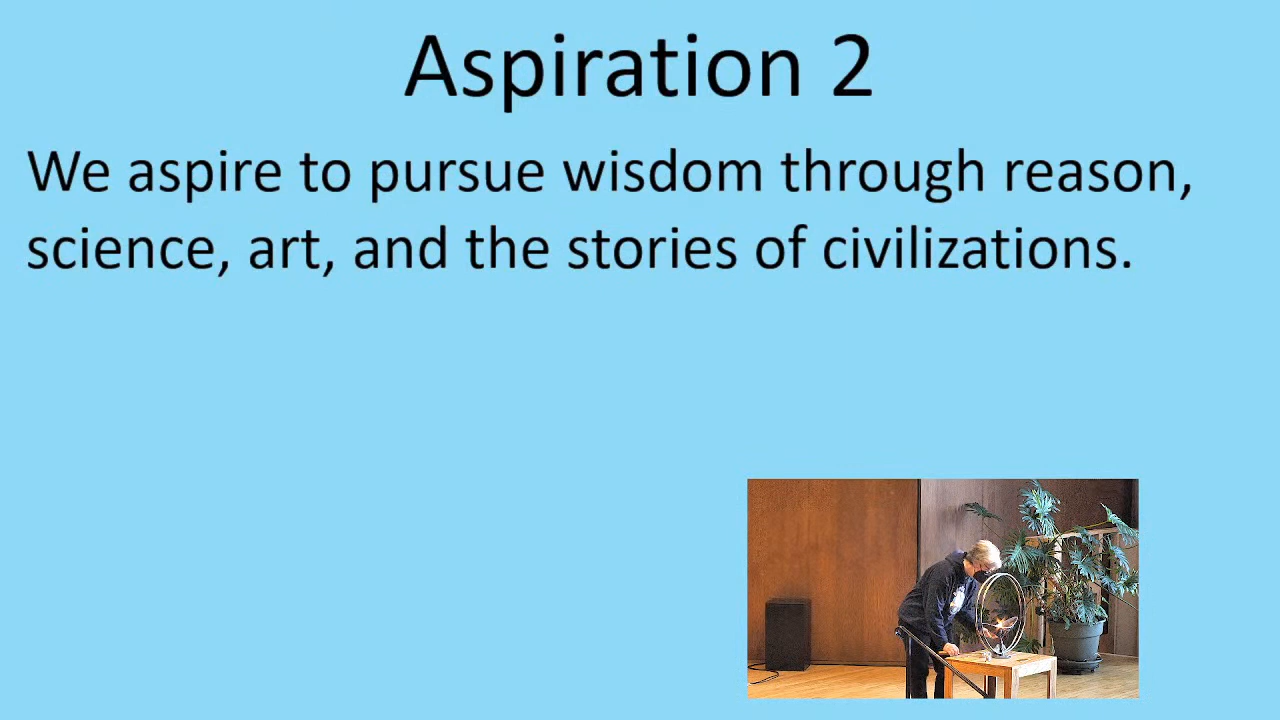 Aspiration 2
We aspire to pursue wisdom through reason,
science, art, and the stories of civilizations.